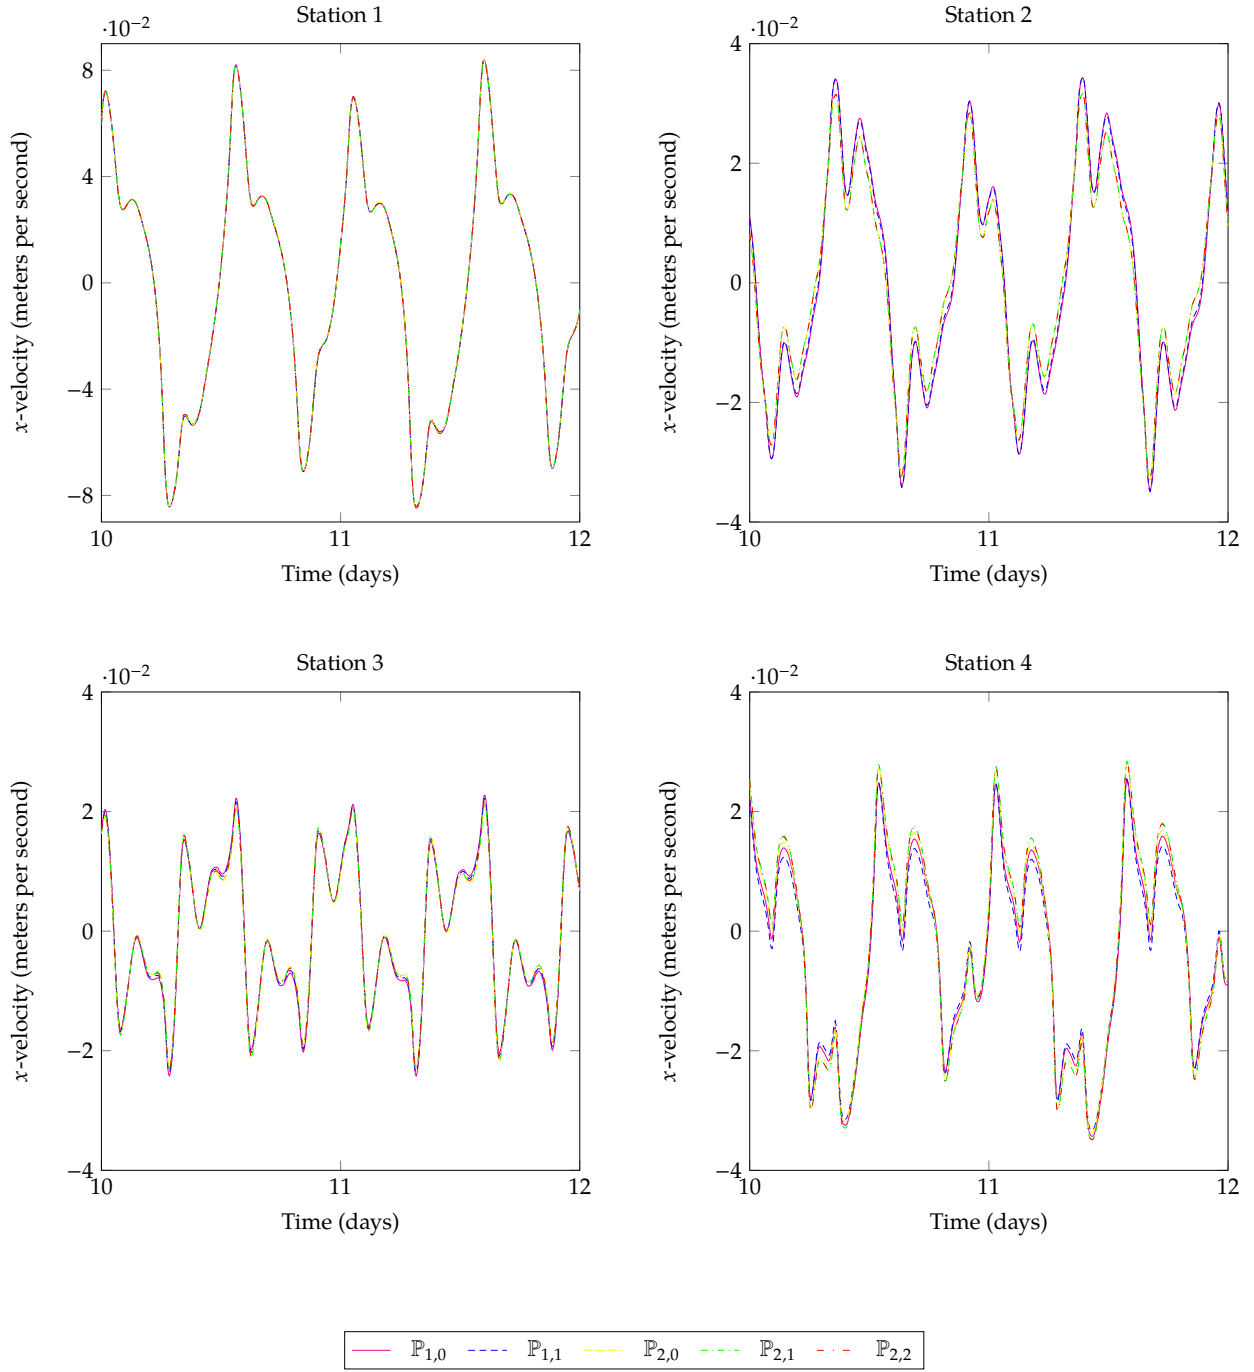 Station 1
·10⁻²
8
4
0
−4
−8
10
11
12
x-velocity (meters per second)
Time (days)
Station 2
·10⁻²
4
2
0
−2
−4
10
11
12
x-velocity (meters per second)
Time (days)
Station 3
·10⁻²
4
2
0
−2
−4
10
11
12
x-velocity (meters per second)
Time (days)
Station 4
·10⁻²
4
2
0
−2
−4
10
11
12
x-velocity (meters per second)
Time (days)
ℙ₁,₀ ℙ₁,₁ ℙ₂,₀ ℙ₂,₁ ℙ₂,₂